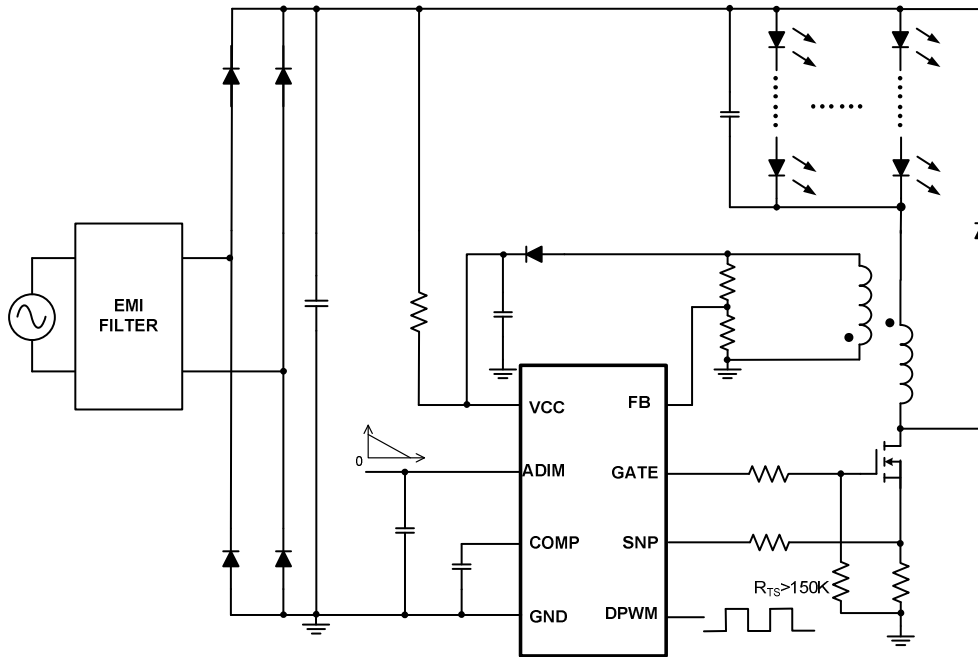 EMI
FILTER
VCC
FB
0
ADIM
GATE
COMP
SNP
R_TS>150K
GND
DPWM